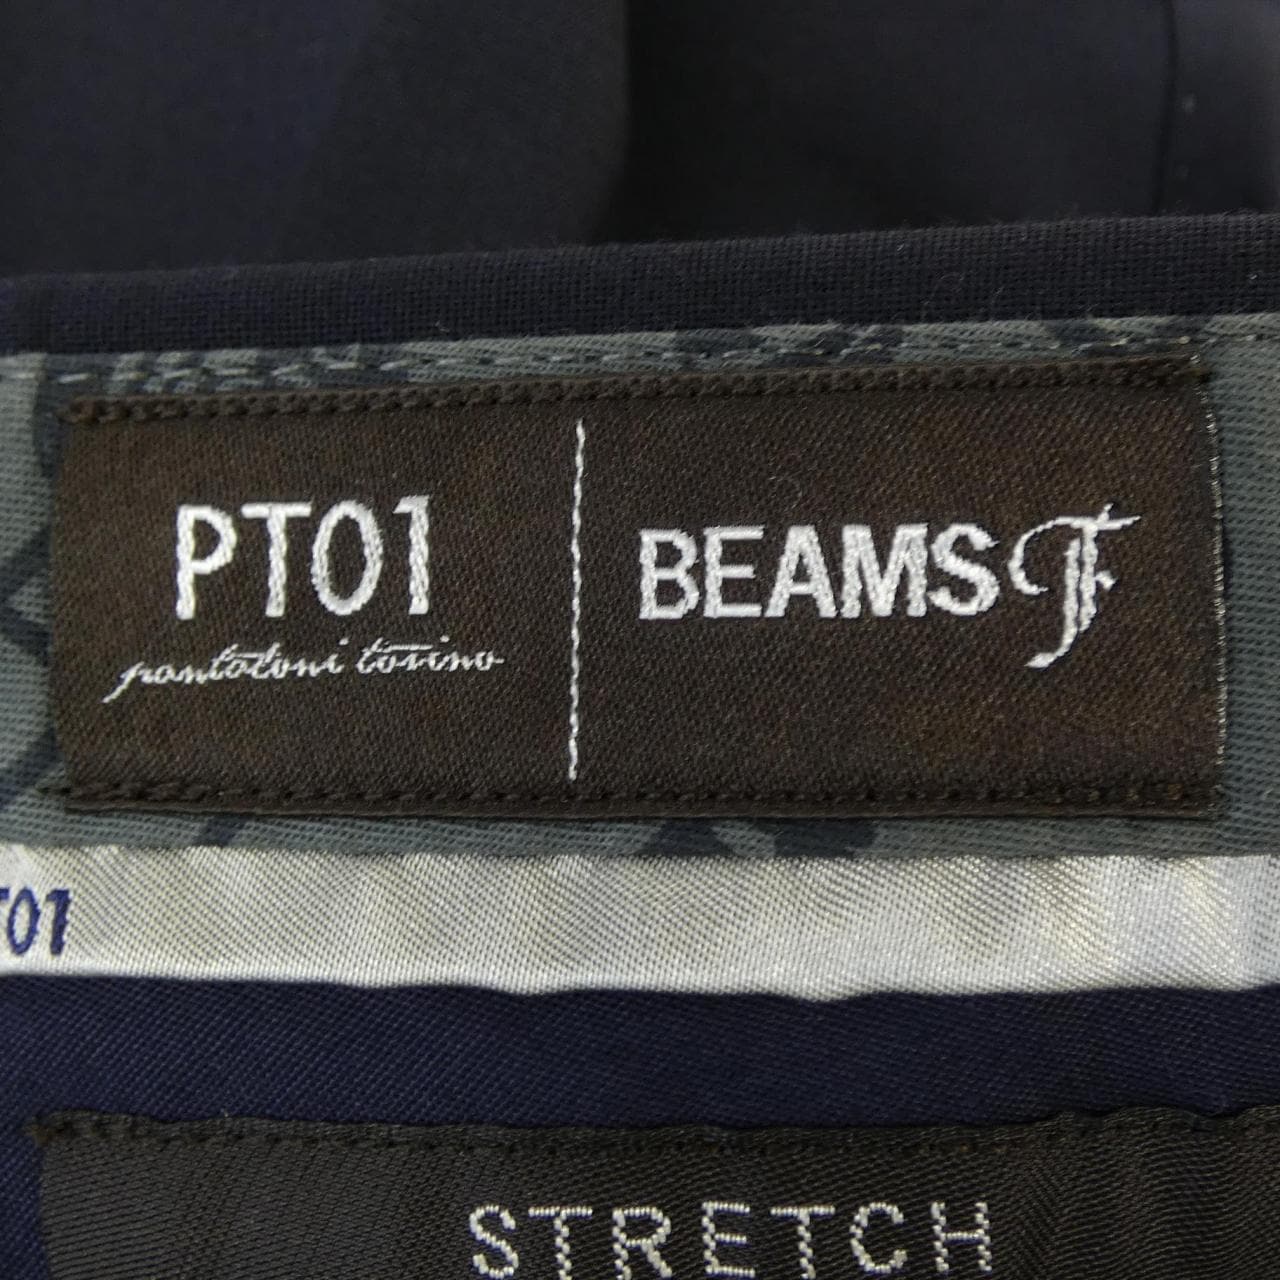 PT01
pantaloni torino
BEAMS F
T01
STRETCH